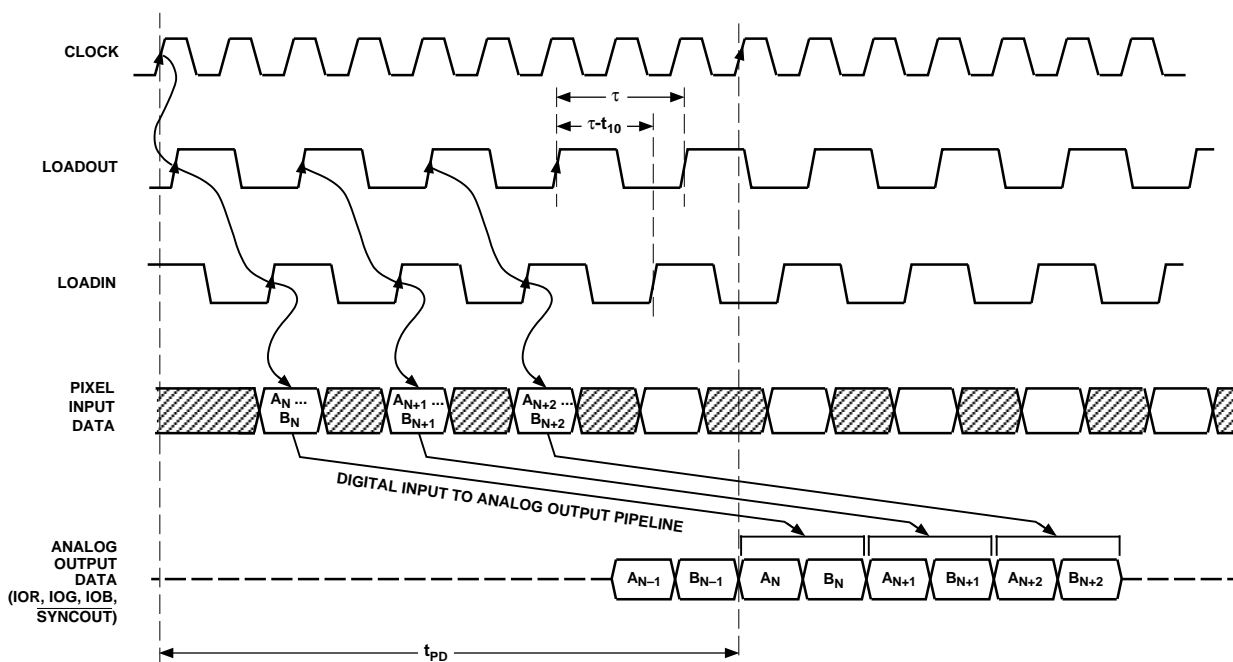 CLOCK
τ
τ-t10
LOADOUT
LOADIN
PIXEL
INPUT
DATA
AN ...
BN
AN+1 ...
BN+1
AN+2 ...
BN+2
DIGITAL INPUT TO ANALOG OUTPUT PIPELINE
ANALOG
OUTPUT
DATA
(IOR, IOG, IOB,
SYNCOUT)
AN–1 BN–1 AN BN AN+1 BN+1 AN+2 BN+2
tPD